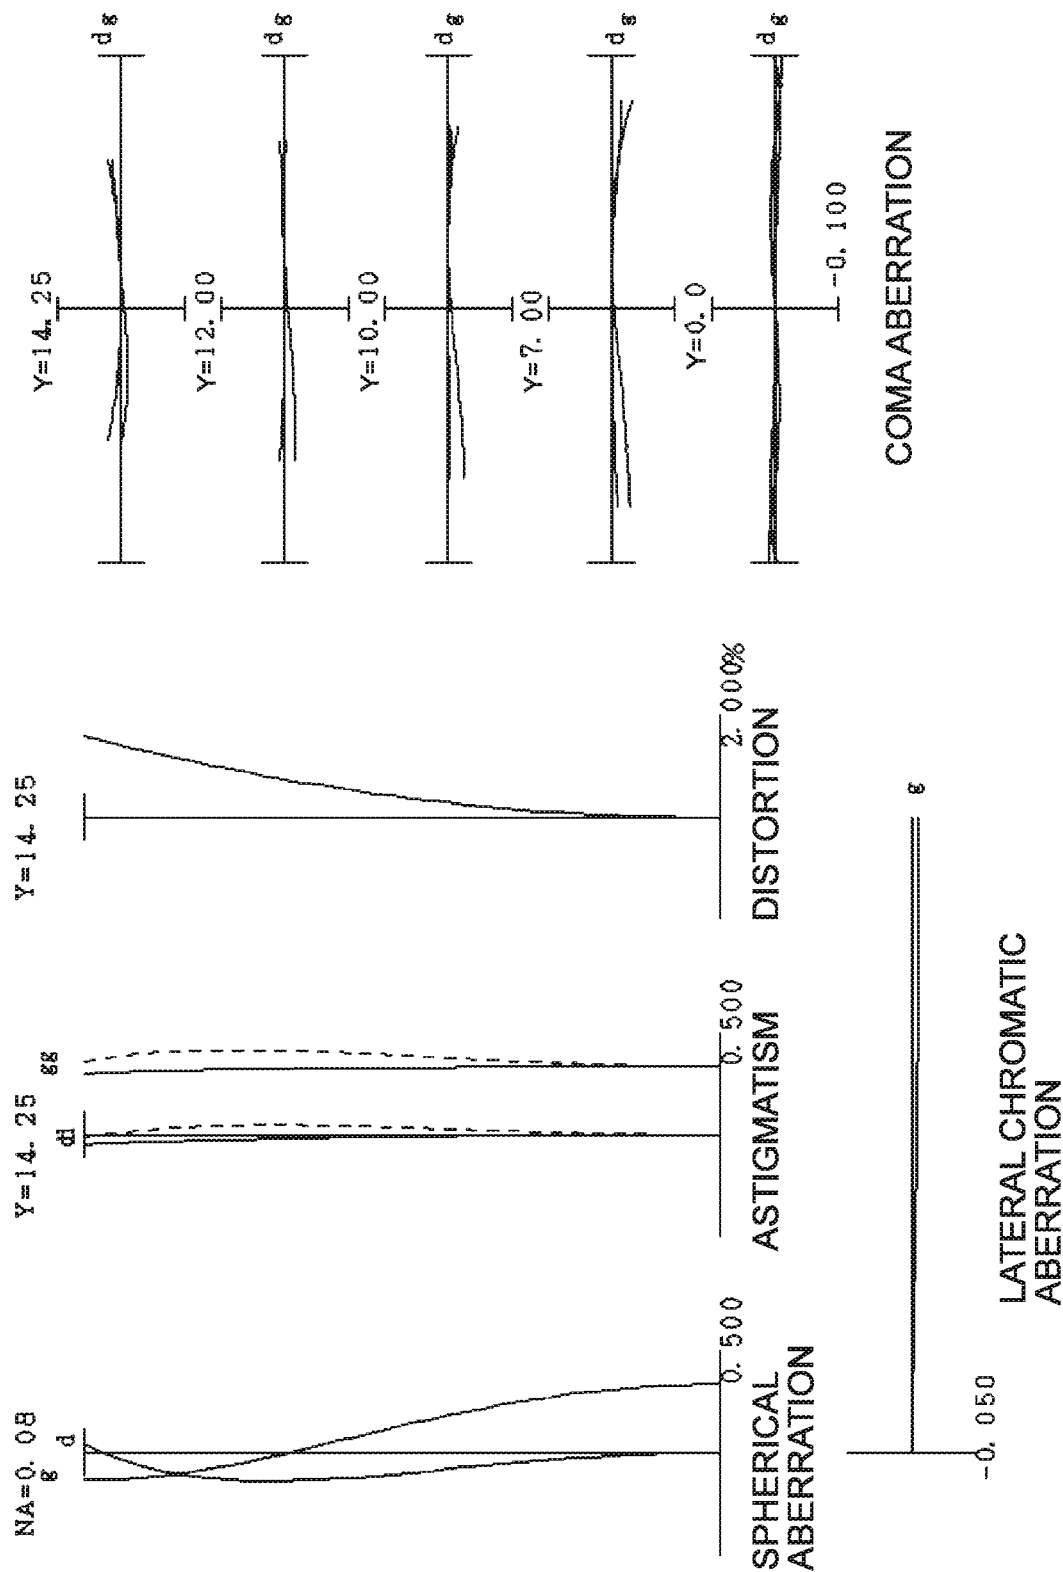 NA=0. 08
g
d
0. 500
SPHERICAL
ABERRATION
Y=14. 25
d
gg
0. 500
ASTIGMATISM
Y=14. 25
2. 000%
DISTORTION
-0. 050
g
LATERAL CHROMATIC
ABERRATION
Y=14. 25
d g
Y=12. 00
d g
Y=10. 00
d g
Y=7. 00
d g
Y=0. 0
d g
-0. 100
COMA ABERRATION